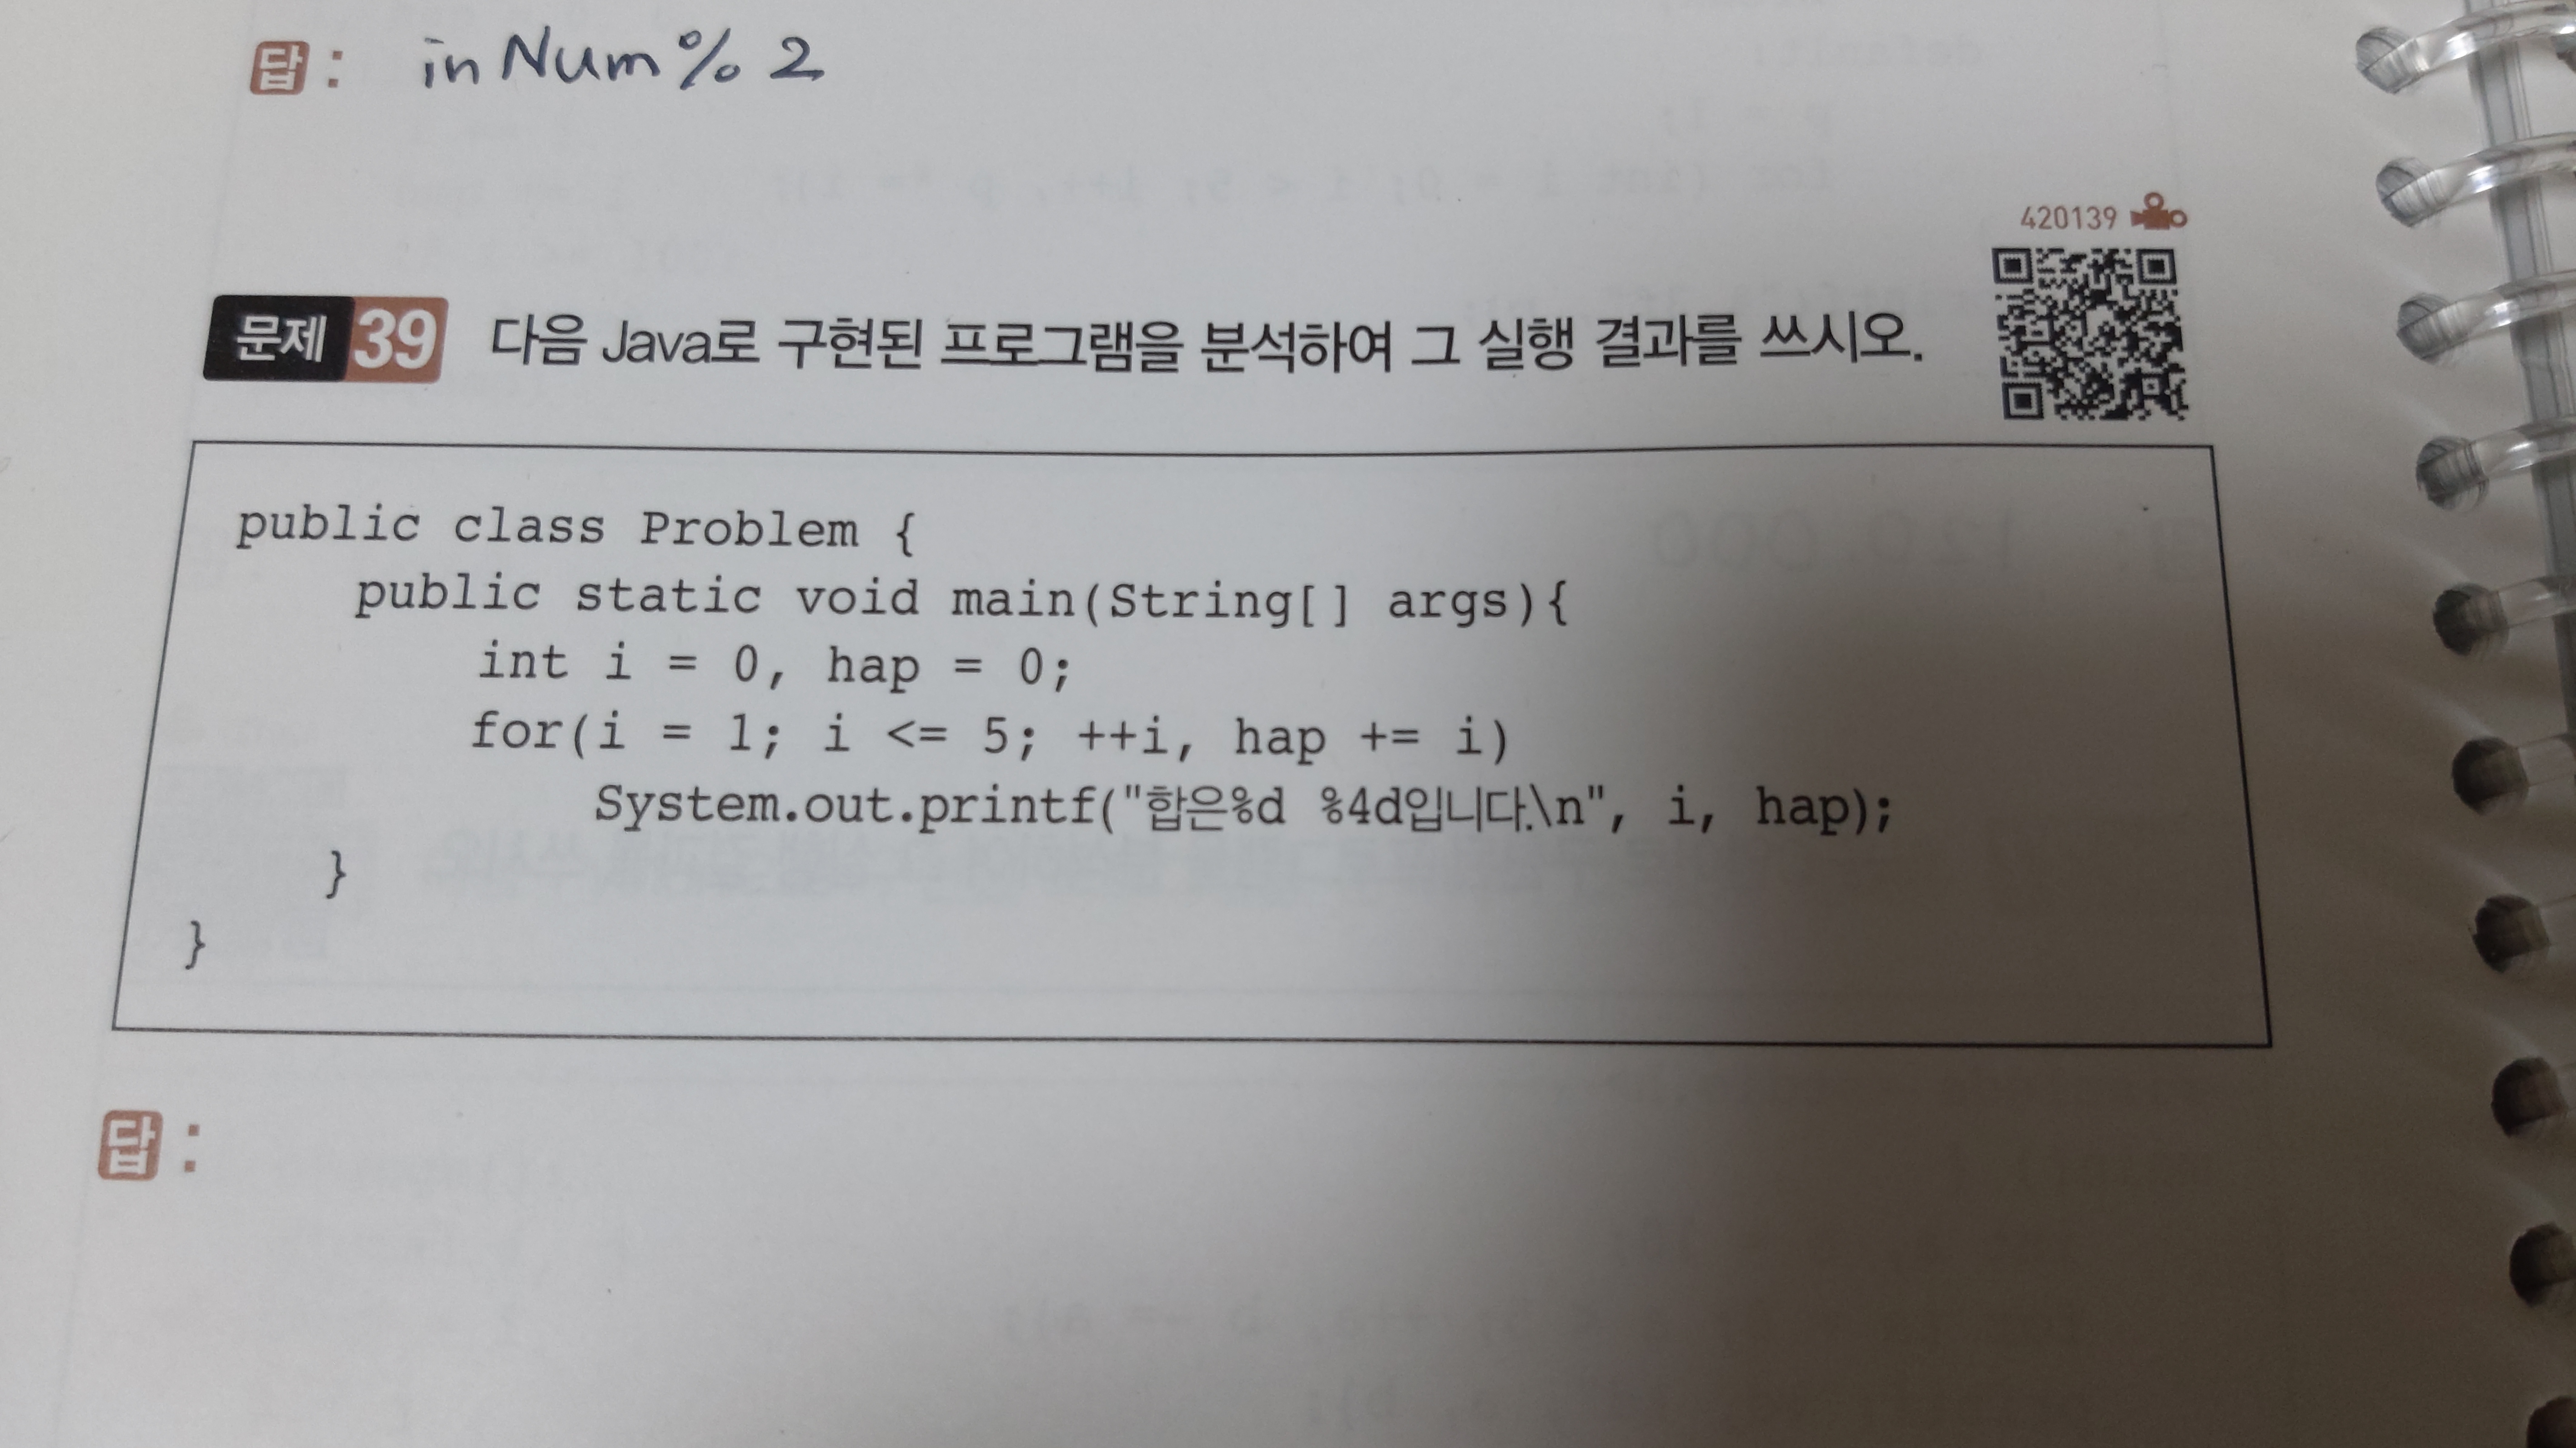 답 : inNum % 2
420139
문제 39 다음 Java로 구현된 프로그램을 분석하여 그 실행 결과를 쓰시오.
public class Problem {
    public static void main(String[] args){
        int i = 0, hap = 0;
        for(i = 1; i <= 5; ++i, hap += i)
            System.out.printf("합은%d %4d입니다.\n", i, hap);
    }
}
답 :